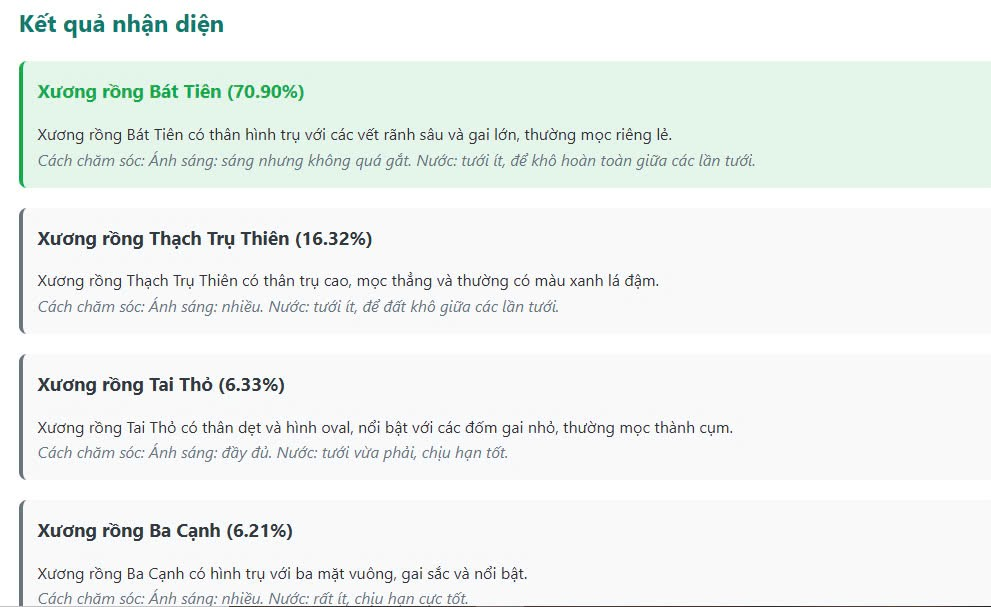 Kết quả nhận diện
Xương rồng Bát Tiên (70.90%)
Xương rồng Bát Tiên có thân hình trụ với các vết rãnh sâu và gai lớn, thường mọc riêng lẻ.
Cách chăm sóc: Ánh sáng: sáng nhưng không quá gắt. Nước: tưới ít, để khô hoàn toàn giữa các lần tưới.
Xương rồng Thạch Trụ Thiên (16.32%)
Xương rồng Thạch Trụ Thiên có thân trụ cao, mọc thẳng và thường có màu xanh lá đậm.
Cách chăm sóc: Ánh sáng: nhiều. Nước: tưới ít, để đất khô giữa các lần tưới.
Xương rồng Tai Thỏ (6.33%)
Xương rồng Tai Thỏ có thân dẹt và hình oval, nổi bật với các đốm gai nhỏ, thường mọc thành cụm.
Cách chăm sóc: Ánh sáng: đầy đủ. Nước: tưới vừa phải, chịu hạn tốt.
Xương rồng Ba Cạnh (6.21%)
Xương rồng Ba Cạnh có hình trụ với ba mặt vuông, gai sắc và nổi bật.
Cách chăm sóc: Ánh sáng: nhiều. Nước: rất ít, chịu hạn cực tốt.